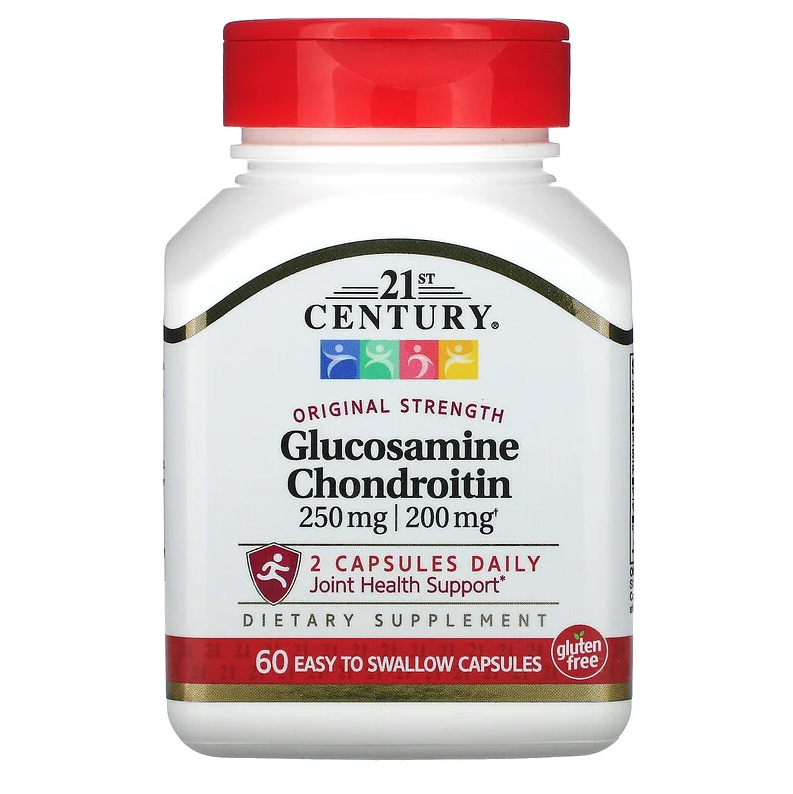 21ST
CENTURY®
ORIGINAL STRENGTH
Glucosamine
Chondroitin
250 mg | 200 mg†
2 CAPSULES DAILY
Joint Health Support*
DIETARY SUPPLEMENT
60 EASY TO SWALLOW CAPSULES
gluten
free